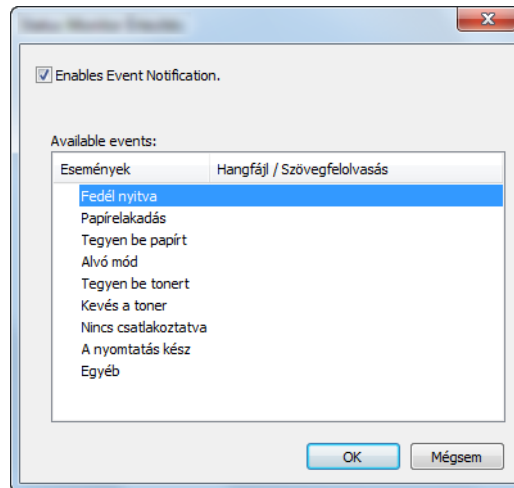 Enables Event Notification.
Available events:
Események Hangfájl / Szövegfelolvasás
Fedél nyitva
Papírelakadás
Tegyen be papírt
Alvó mód
Tegyen be tonert
Kevés a toner
Nincs csatlakoztatva
A nyomtatás kész
Egyéb
OK Mégsem